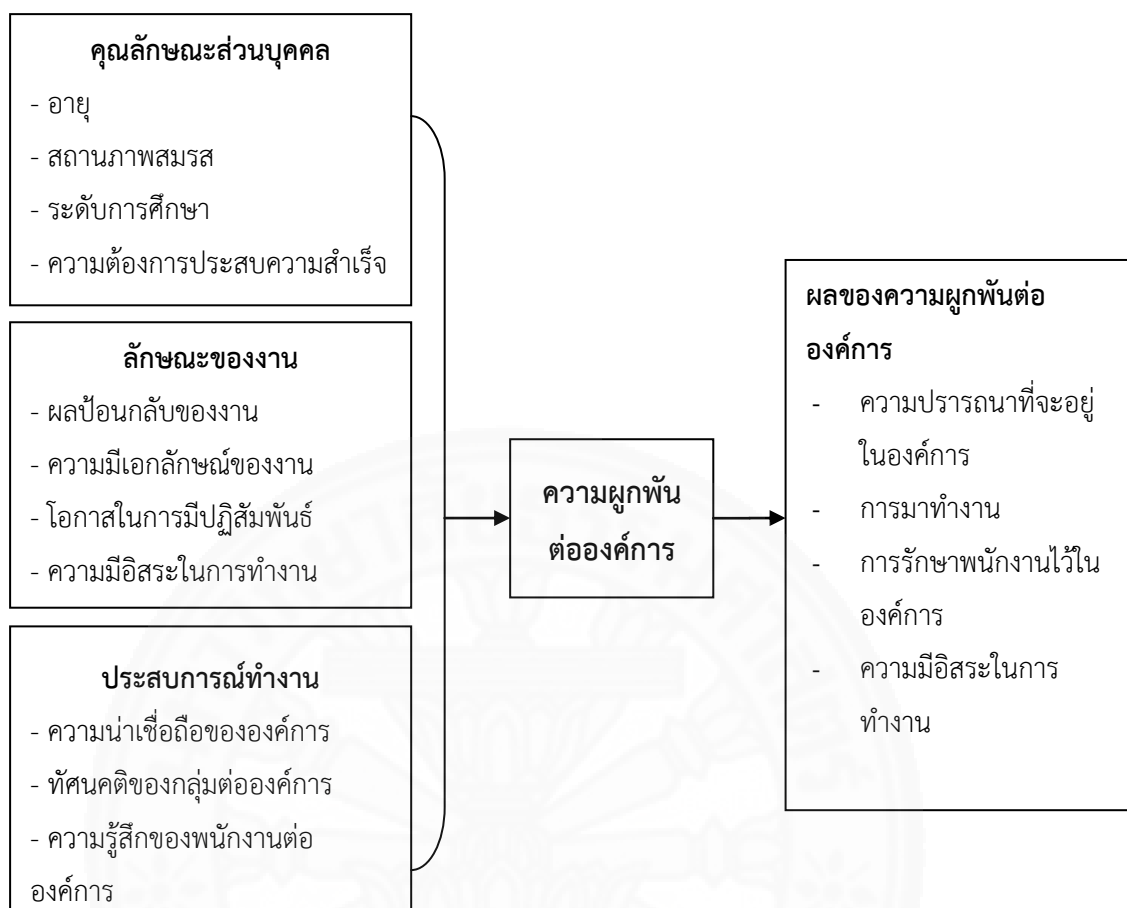 คุณลักษณะส่วนบุคคล
- อายุ
- สถานภาพสมรส
- ระดับการศึกษา
- ความต้องการประสบความสำเร็จ
ลักษณะของงาน
- ผลป้อนกลับของงาน
- ความมีเอกลักษณ์ของงาน
- โอกาสในการมีปฏิสัมพันธ์
- ความมีอิสระในการทำงาน
ประสบการณ์ทำงาน
- ความน่าเชื่อถือขององค์การ
- ทัศนคติของกลุ่มต่อองค์การ
- ความรู้สึกของพนักงานต่อ
องค์การ
ความผูกพัน
ต่อองค์การ
ผลของความผูกพันต่อ
องค์การ
- ความปรารถนาที่จะอยู่
ในองค์การ
- การมาทำงาน
- การรักษาพนักงานไว้ใน
องค์การ
- ความมีอิสระในการ
ทำงาน